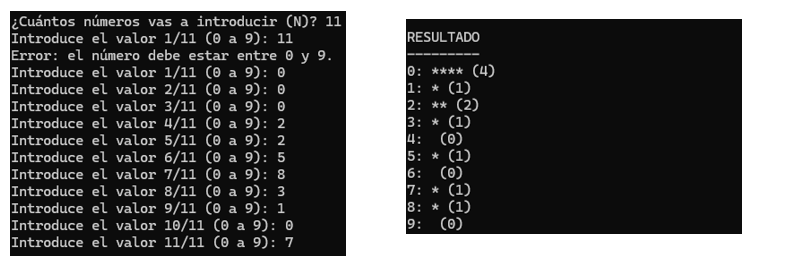 ¿Cuántos números vas a introducir (N)? 11
Introduce el valor 1/11 (0 a 9): 11
Error: el número debe estar entre 0 y 9.
Introduce el valor 1/11 (0 a 9): 0
Introduce el valor 2/11 (0 a 9): 0
Introduce el valor 3/11 (0 a 9): 0
Introduce el valor 4/11 (0 a 9): 2
Introduce el valor 5/11 (0 a 9): 2
Introduce el valor 6/11 (0 a 9): 5
Introduce el valor 7/11 (0 a 9): 8
Introduce el valor 8/11 (0 a 9): 3
Introduce el valor 9/11 (0 a 9): 1
Introduce el valor 10/11 (0 a 9): 0
Introduce el valor 11/11 (0 a 9): 7
RESULTADO
---------
0: **** (4)
1: * (1)
2: ** (2)
3: * (1)
4:  (0)
5: * (1)
6:  (0)
7: * (1)
8: * (1)
9:  (0)